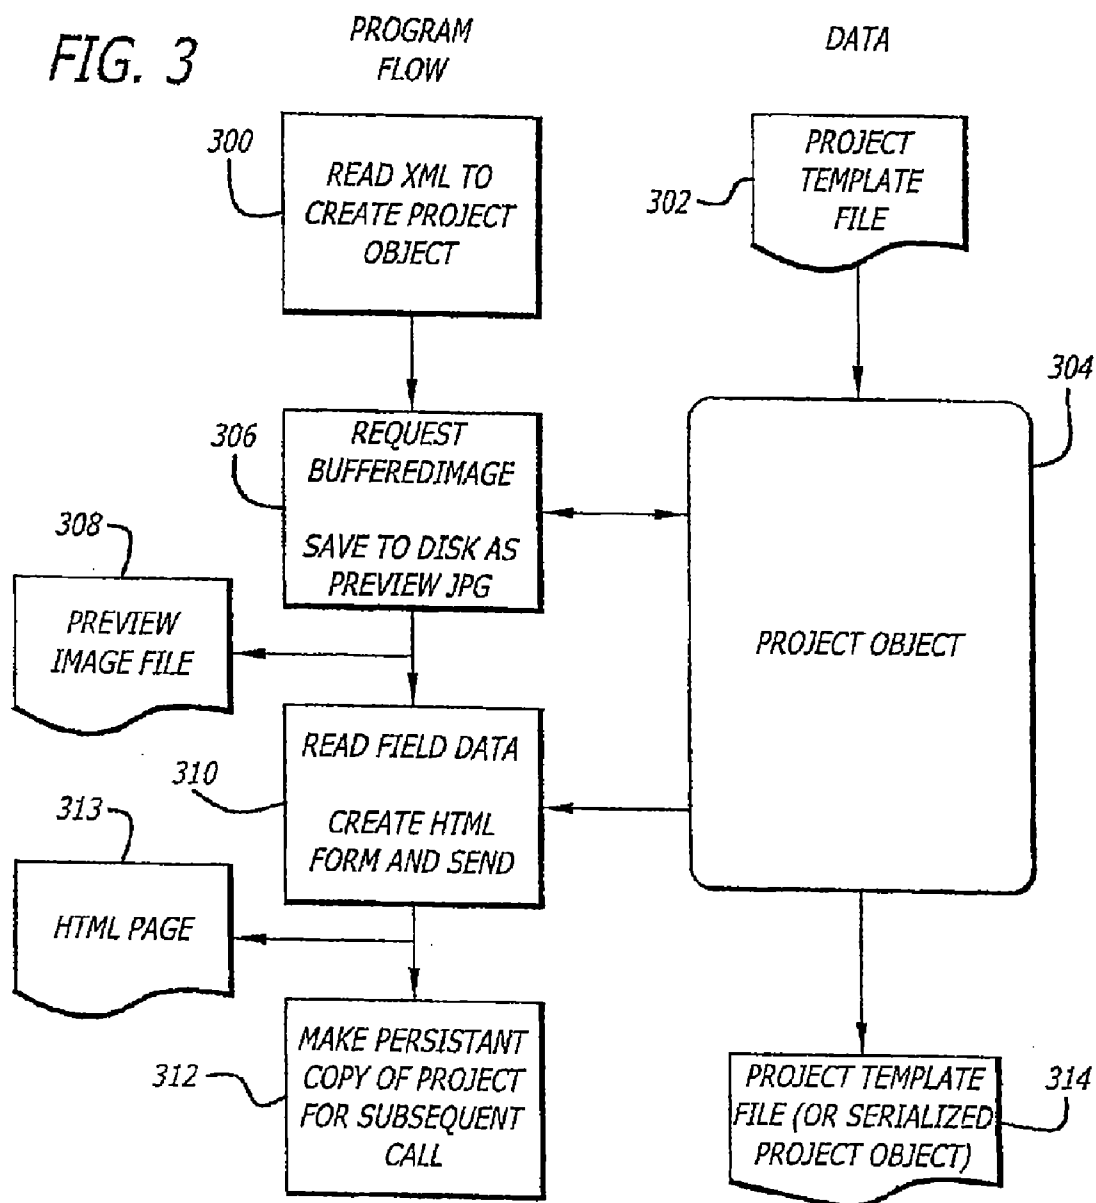 FIG. 3
PROGRAM
FLOW
DATA
300
READ XML TO
CREATE PROJECT
OBJECT
302
PROJECT
TEMPLATE
FILE
304
306
REQUEST
BUFFEREDIMAGE
SAVE TO DISK AS
PREVIEW JPG
308
PREVIEW
IMAGE FILE
PROJECT OBJECT
310
READ FIELD DATA
CREATE HTML
FORM AND SEND
313
HTML PAGE
312
MAKE PERSISTANT
COPY OF PROJECT
FOR SUBSEQUENT
CALL
PROJECT TEMPLATE
FILE (OR SERIALIZED
PROJECT OBJECT)
314